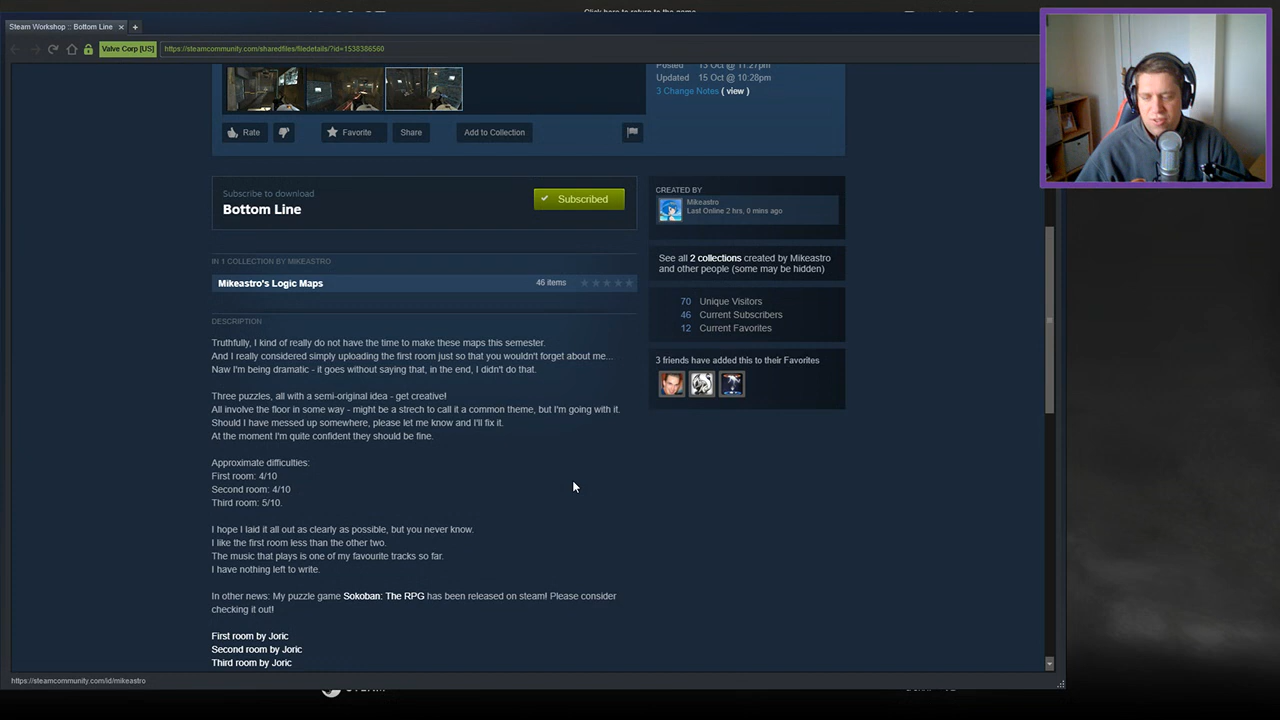 Click here to return to the game
Steam Workshop :: Bottom Line
Valve Corp [US]
https://steamcommunity.com/sharedfiles/filedetails/?id=1538386560
Posted 13 Oct @ 11:27pm
Updated 15 Oct @ 10:28pm
3 Change Notes ( view )
Rate
Favorite
Share
Add to Collection
Subscribe to download
Bottom Line
Subscribed
CREATED BY
Mikeastro
Last Online 2 hrs, 0 mins ago
See all 2 collections created by Mikeastro
and other people (some may be hidden)
IN 1 COLLECTION BY MIKEASTRO
Mikeastro's Logic Maps
46 items
70 Unique Visitors
46 Current Subscribers
12 Current Favorites
3 friends have added this to their Favorites
DESCRIPTION
Truthfully, I kind of really do not have the time to make these maps this semester.
And I really considered simply uploading the first room just so that you wouldn't forget about me...
Naw I'm being dramatic - it goes without saying that, in the end, I didn't do that.
Three puzzles, all with a semi-original idea - get creative!
All involve the floor in some way - might be a strech to call it a common theme, but I'm going with it.
Should I have messed up somewhere, please let me know and I'll fix it.
At the moment I'm quite confident they should be fine.
Approximate difficulties:
First room: 4/10
Second room: 4/10
Third room: 5/10.
I hope I laid it all out as clearly as possible, but you never know.
I like the first room less than the other two.
The music that plays is one of my favourite tracks so far.
I have nothing left to write.
In other news: My puzzle game Sokoban: The RPG has been released on steam! Please consider
checking it out!
First room by Joric
Second room by Joric
Third room by Joric
https://steamcommunity.com/id/mikeastro